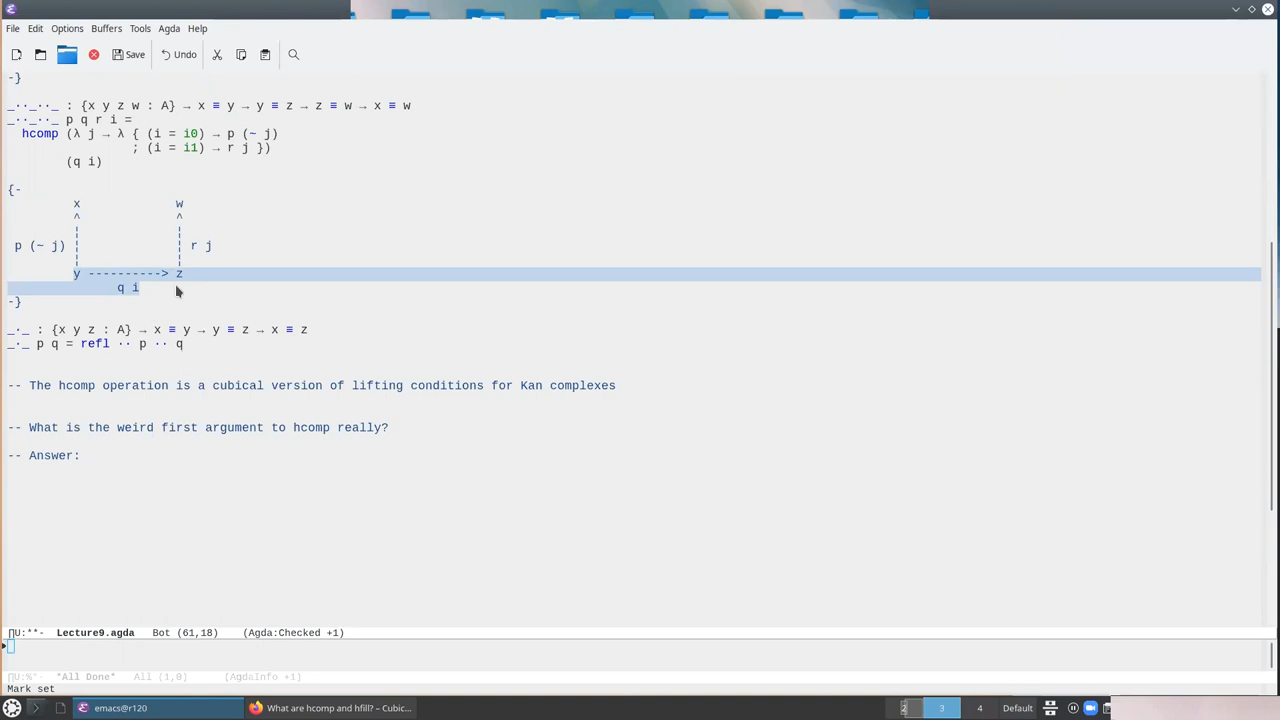 File Edit Options Buffers Tools Agda Help
Save Undo
-}
_∙∙_∙∙_ : {x y z w : A} → x ≡ y → y ≡ z → z ≡ w → x ≡ w
_∙∙_∙∙_ p q r i =
hcomp (λ j → λ { (i = i0) → p (~ j)
; (i = i1) → r j })
(q i)
{-
x w
^ ^
¦ ¦
p (~ j) ¦ ¦ r j
¦ ¦
y ----------> z
q i
-}
_∙_ : {x y z : A} → x ≡ y → y ≡ z → x ≡ z
_∙_ p q = refl ∙∙ p ∙∙ q
-- The hcomp operation is a cubical version of lifting conditions for Kan complexes
-- What is the weird first argument to hcomp really?
-- Answer:
∏U:**- Lecture9.agda Bot (61,18) (Agda:Checked +1)
∏U:%*- *All Done* All (1,0) (AgdaInfo +1)
Mark set
emacs@r120 What are hcomp and hfill? – Cubic... 2 3 4 Default